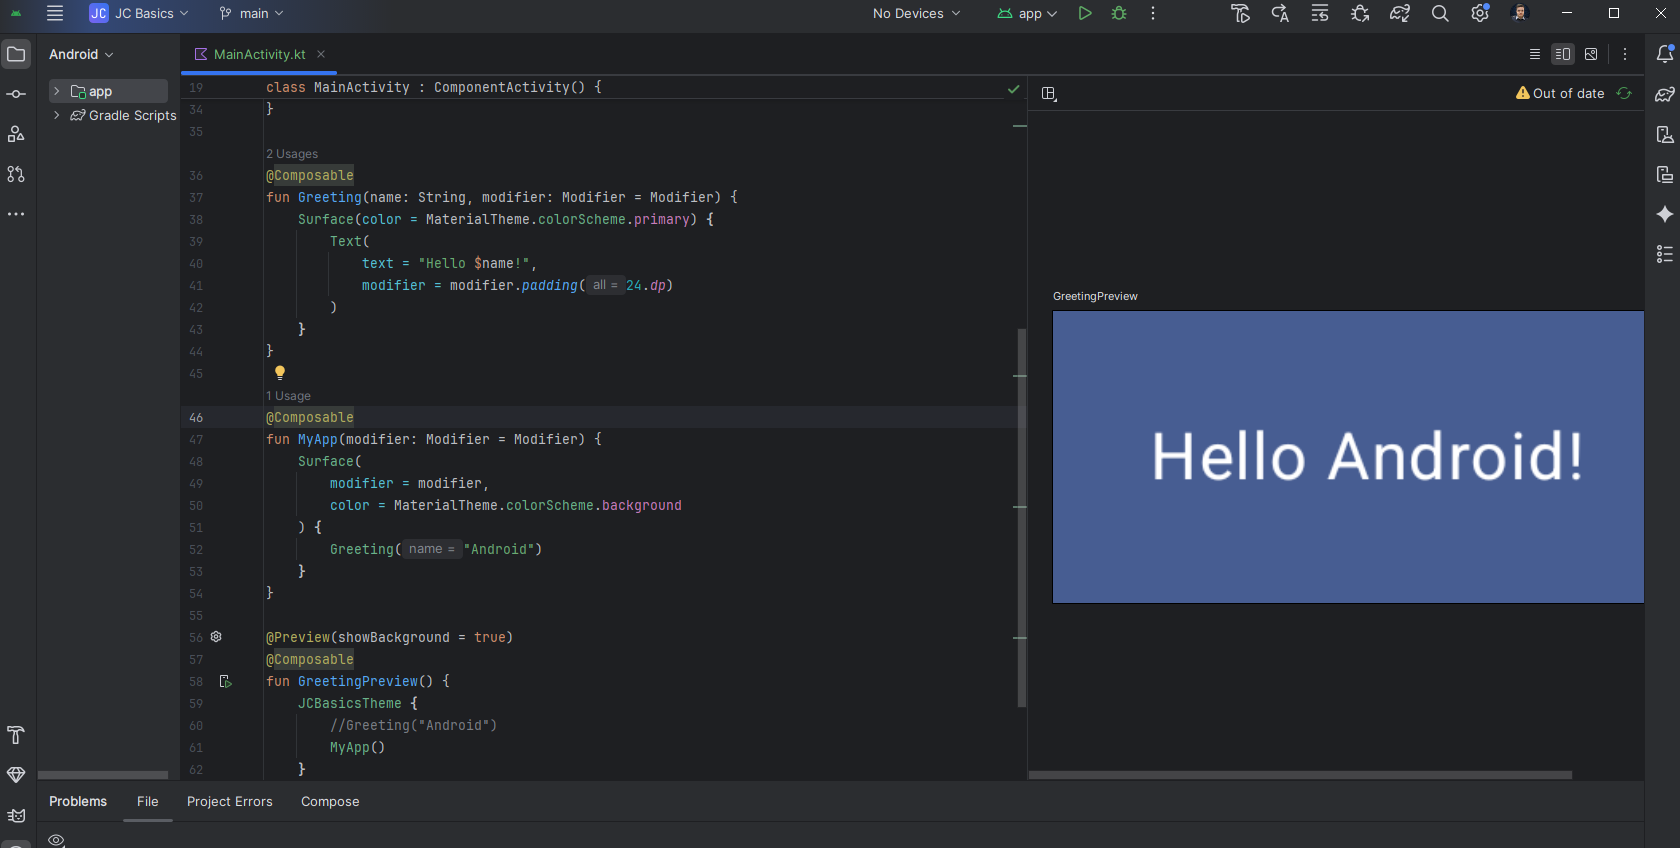 JC JC Basics main No Devices app
Android MainActivity.kt
app
Gradle Scripts
Out of date
19 class MainActivity : ComponentActivity() {
34 }
35
2 Usages
36 @Composable
37 fun Greeting(name: String, modifier: Modifier = Modifier) {
38 Surface(color = MaterialTheme.colorScheme.primary) {
39 Text(
40 text = "Hello $name!",
41 modifier = modifier.padding( all = 24.dp)
42 )
43 }
44 }
45
1 Usage
46 @Composable
47 fun MyApp(modifier: Modifier = Modifier) {
48 Surface(
49 modifier = modifier,
50 color = MaterialTheme.colorScheme.background
51 ) {
52 Greeting( name = "Android")
53 }
54 }
55
56 @Preview(showBackground = true)
57 @Composable
58 fun GreetingPreview() {
59 JCBasicsTheme {
60 //Greeting("Android")
61 MyApp()
62 }
GreetingPreview
Hello Android!
Problems File Project Errors Compose